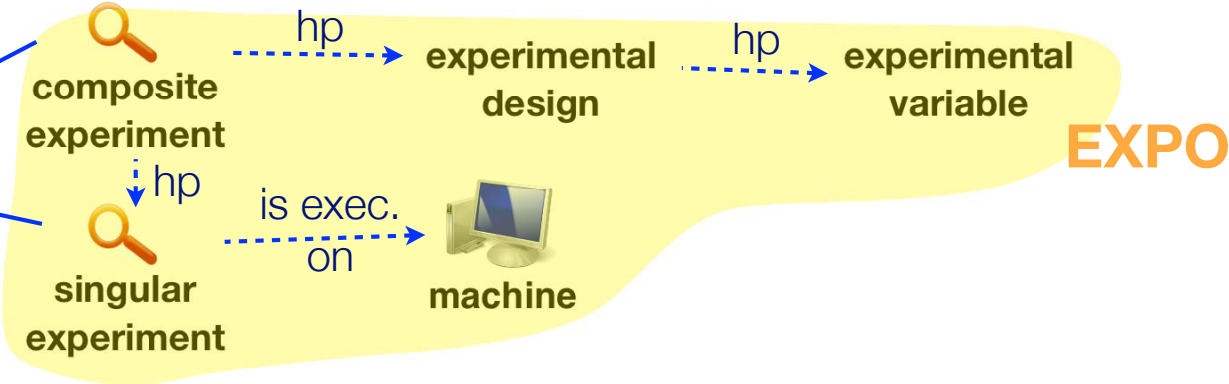 hp
hp
composite
experiment
experimental
design
experimental
variable
EXPO
hp
is exec.
on
singular
experiment
machine